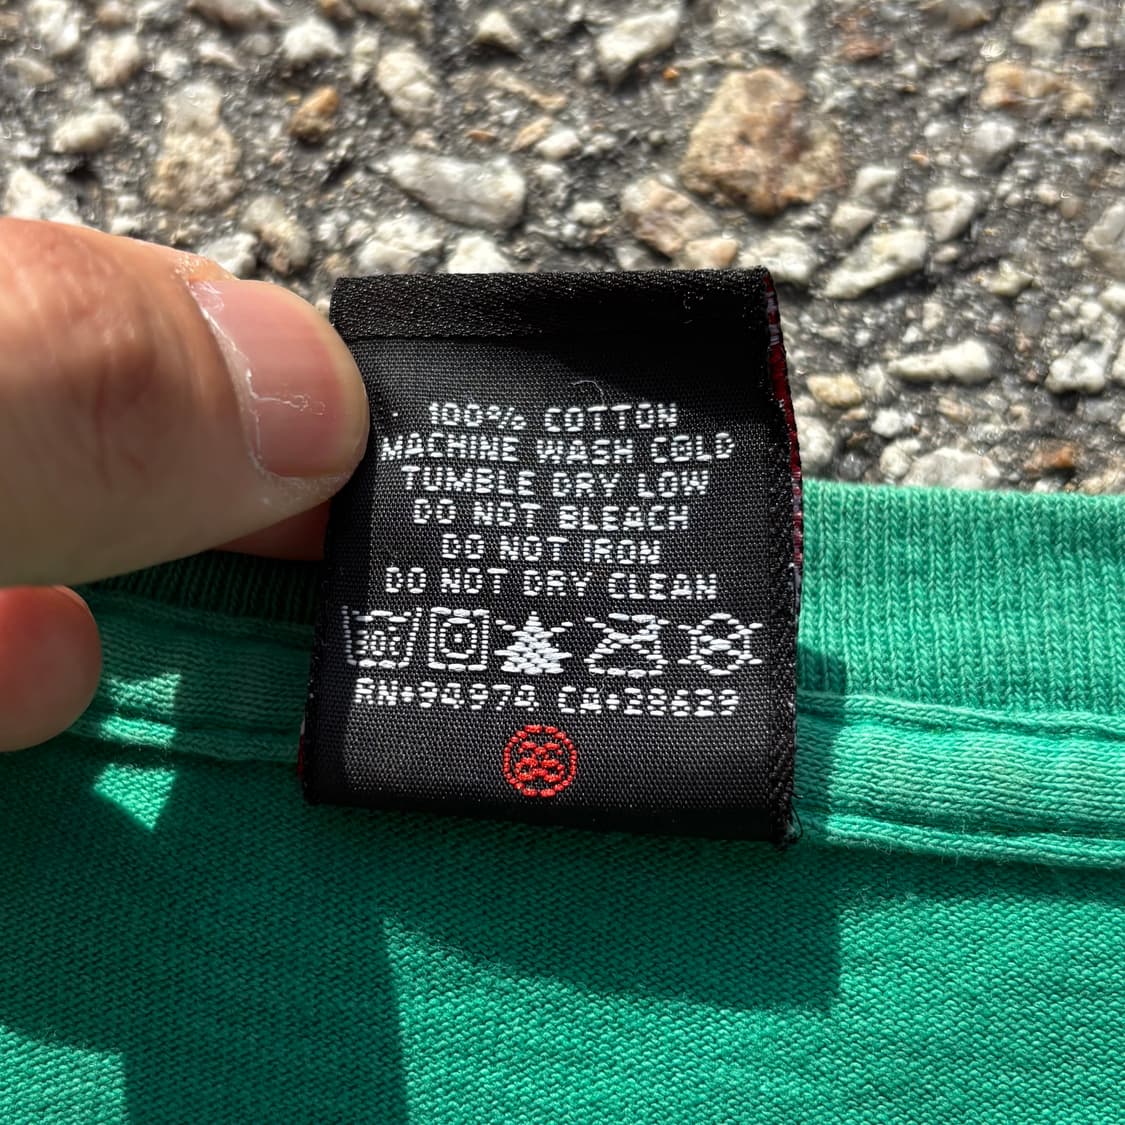 100% COTTON
MACHINE WASH COLD
TUMBLE DRY LOW
DO NOT BLEACH
DO NOT IRON
DO NOT DRY CLEAN
30C
RN#94974 CA#28629